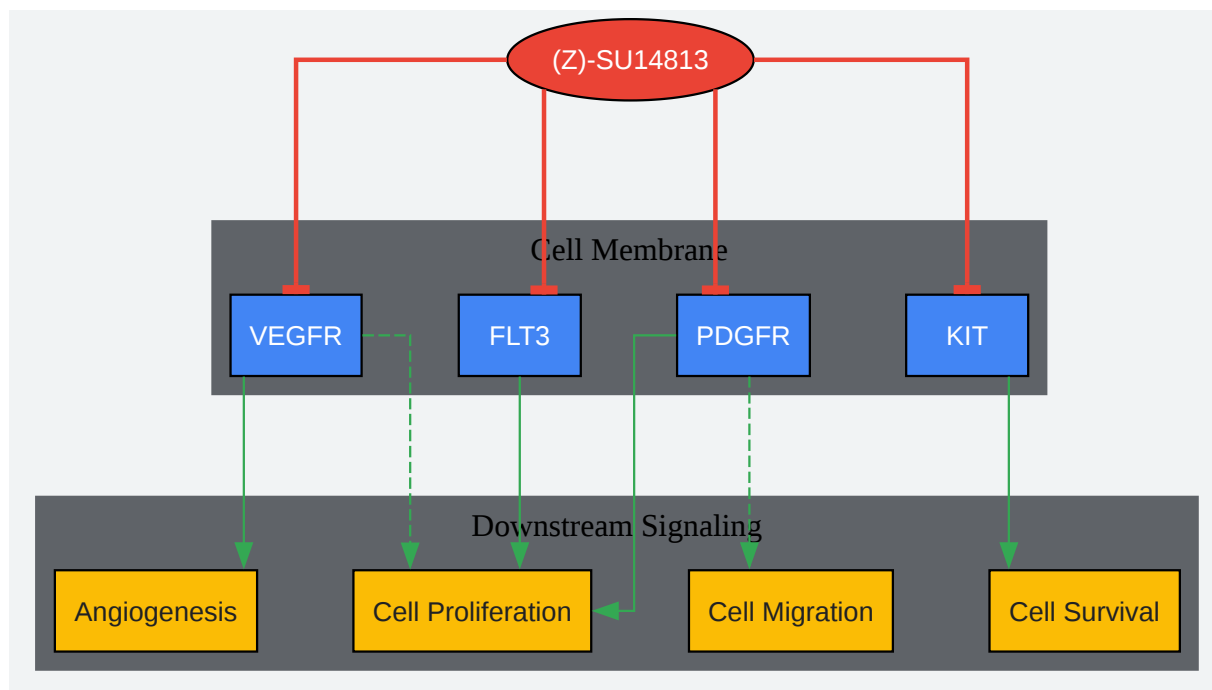 (Z)-SU14813
Cell Membrane
VEGFR
FLT3
PDGFR
KIT
Downstream Signaling
Angiogenesis
Cell Proliferation
Cell Migration
Cell Survival